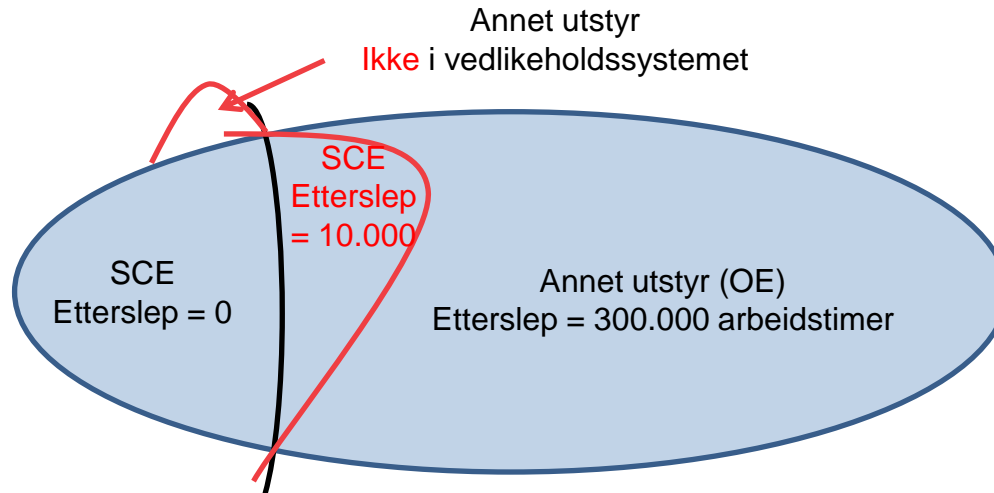 Annet utstyr
Ikke i vedlikeholdssystemet
SCE
Etterslep
= 10.000
SCE
Etterslep = 0
Annet utstyr (OE)
Etterslep = 300.000 arbeidstimer